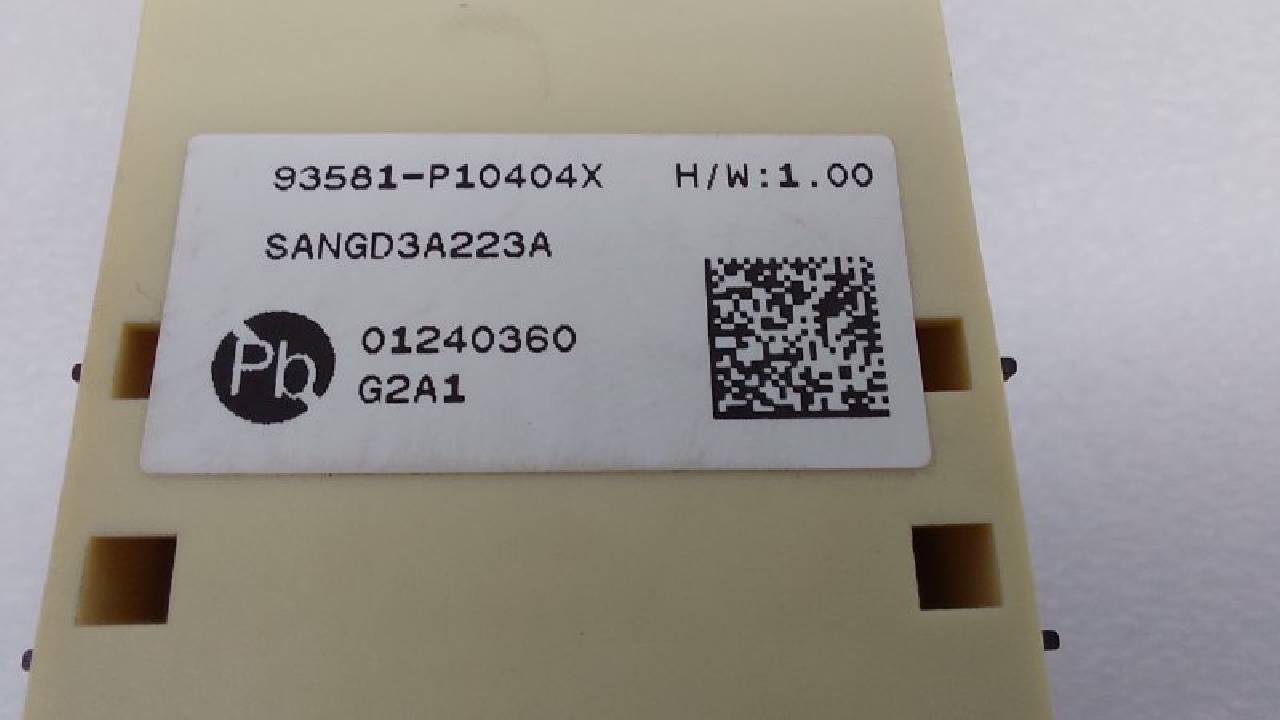 93581-P10404X H/W:1.00
SANGD3A223A
Pb 01240360
G2A1